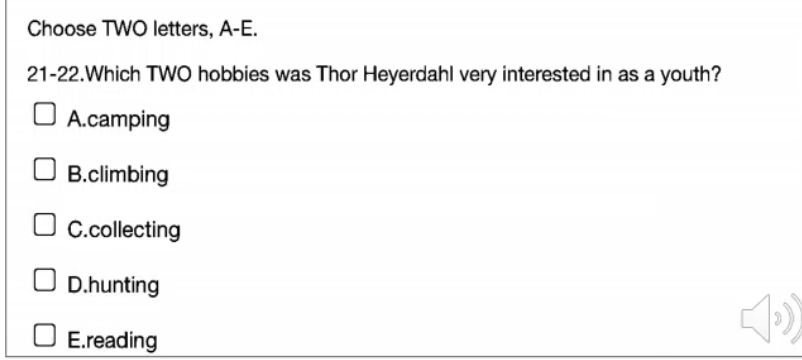 Choose TWO letters, A-E.
21-22.Which TWO hobbies was Thor Heyerdahl very interested in as a youth?
A.camping
B.climbing
C.collecting
D.hunting
E.reading